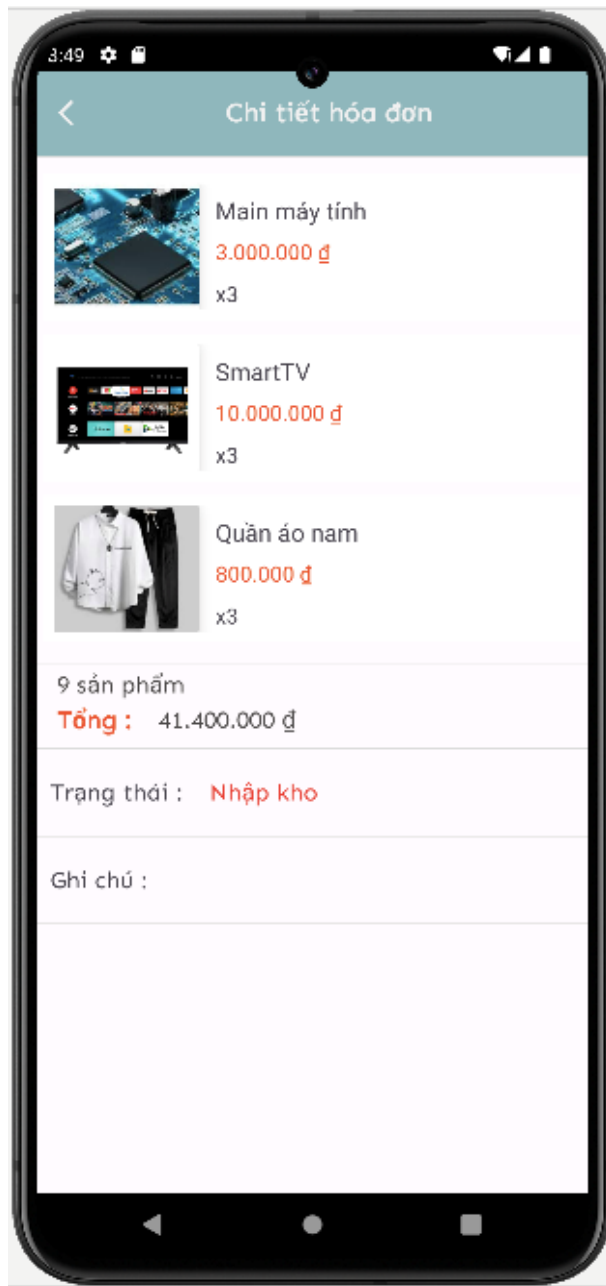 3:49
Chi tiết hóa đơn
Main máy tính
3.000.000 ₫
x3
SmartTV
10.000.000 ₫
x3
Quần áo nam
800.000 ₫
x3
9 sản phẩm
Tổng : 41.400.000 ₫
Trạng thái : Nhập kho
Ghi chú :